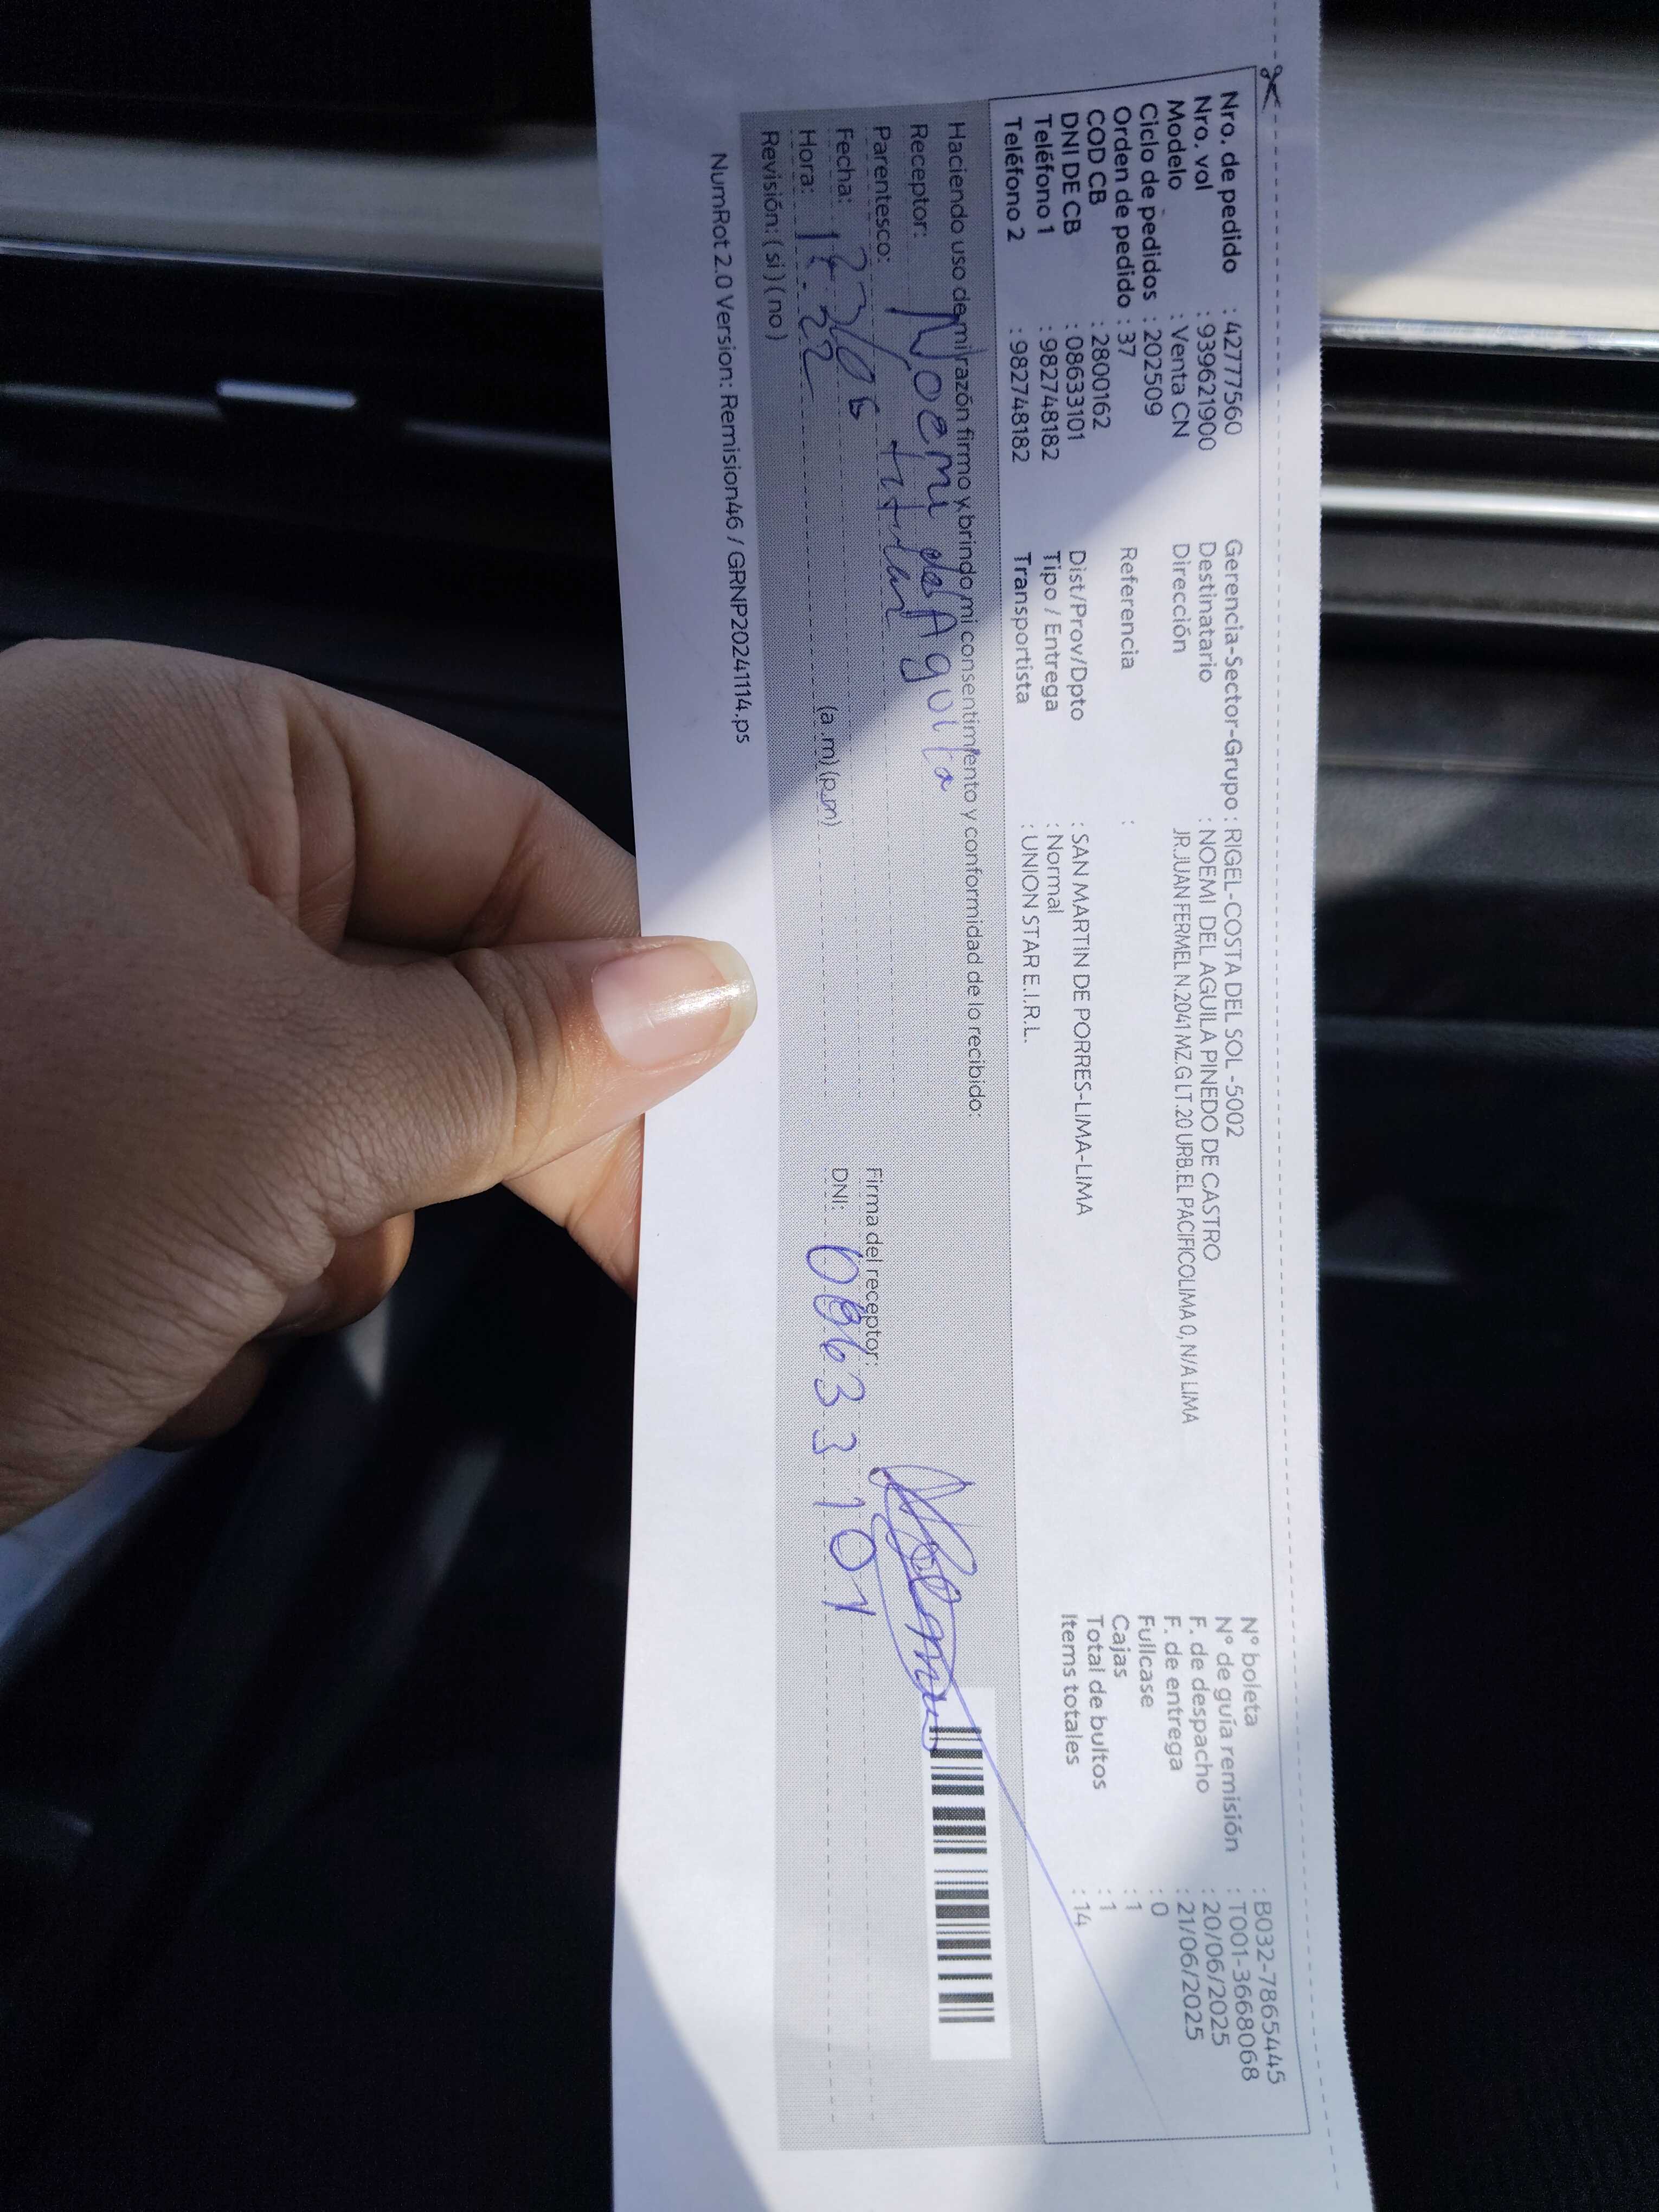 Nro. de pedido : 427777560
Nro. vol : 939621900
Modelo : Venta CN
Ciclo de pedidos : 202509
Orden de pedido : 37
COD CB : 2800162
DNI DE CB : 08633101
Teléfono 1 : 982748182
Teléfono 2 : 982748182
Gerencia-Sector-Grupo : RIGEL-COSTA DEL SOL -5002
Destinatario : NOEMI DEL AGUILA PINEDO DE CASTRO
Dirección JR.JUAN FERMEL N.2041 MZ.G LT.20 URB.EL PACIFICOLIMA 0, N/A LIMA
Referencia :
Dist/Prov/Dpto : SAN MARTIN DE PORRES-LIMA-LIMA
Tipo / Entrega : Normal
Transportista : UNION STAR E.I.R.L.
N° boleta : B032-7865445
N° de guía remisión : T001-3668068
F. de despacho : 20/06/2025
F. de entrega : 21/06/2025
Fullcase : 0
Cajas : 1
Total de bultos : 1
Items totales : 14
Haciendo uso de mi razón firmo y brindo mi consentimiento y conformidad de lo recibido:
Receptor: Noemi del Aguila
Parentesco: titular
Fecha: 23/06
Hora: (a.m) (p.m)
Revisión: ( si ) ( no )
Firma del receptor:
DNI: 08633101
NumRot 2.0 Version: Remision46 / GRNP20241114.ps